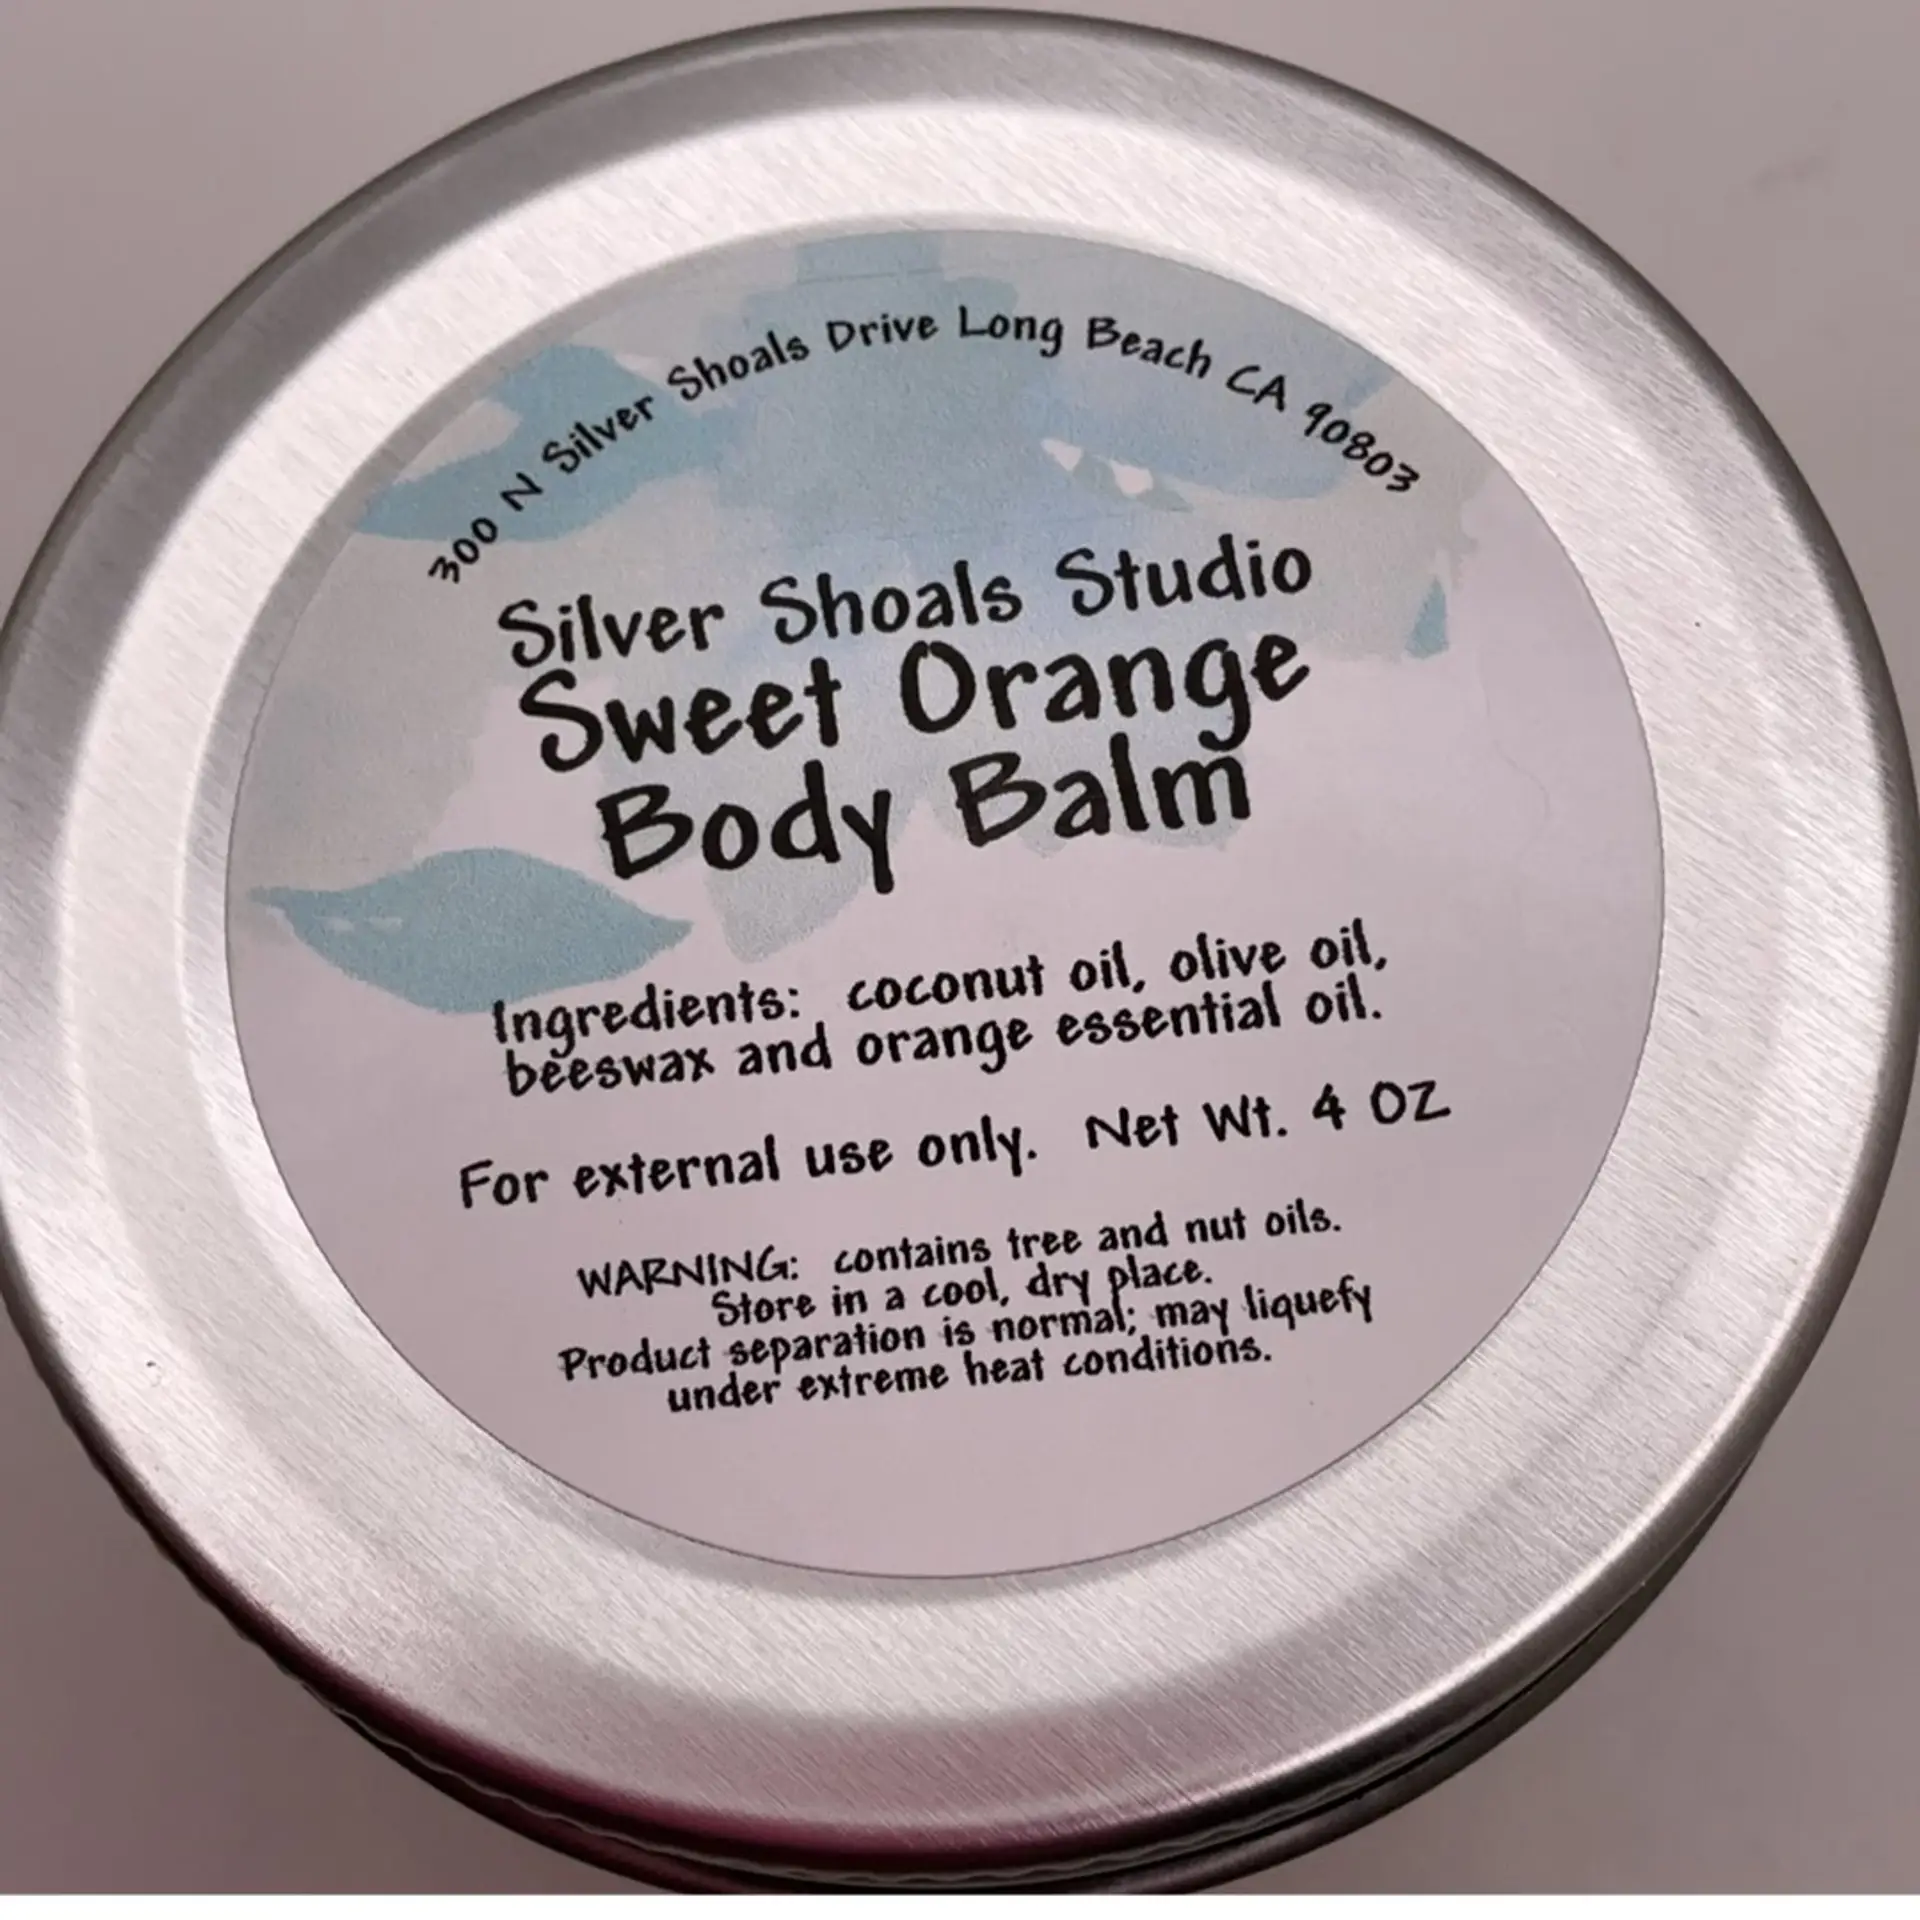 300 N Silver Shoals Drive Long Beach CA 90803
Silver Shoals Studio
Sweet Orange
Body Balm
Ingredients: coconut oil, olive oil,
beeswax and orange essential oil.
For external use only. Net Wt. 4 OZ
WARNING: contains tree and nut oils.
Store in a cool, dry place.
Product separation is normal; may liquefy
under extreme heat conditions.